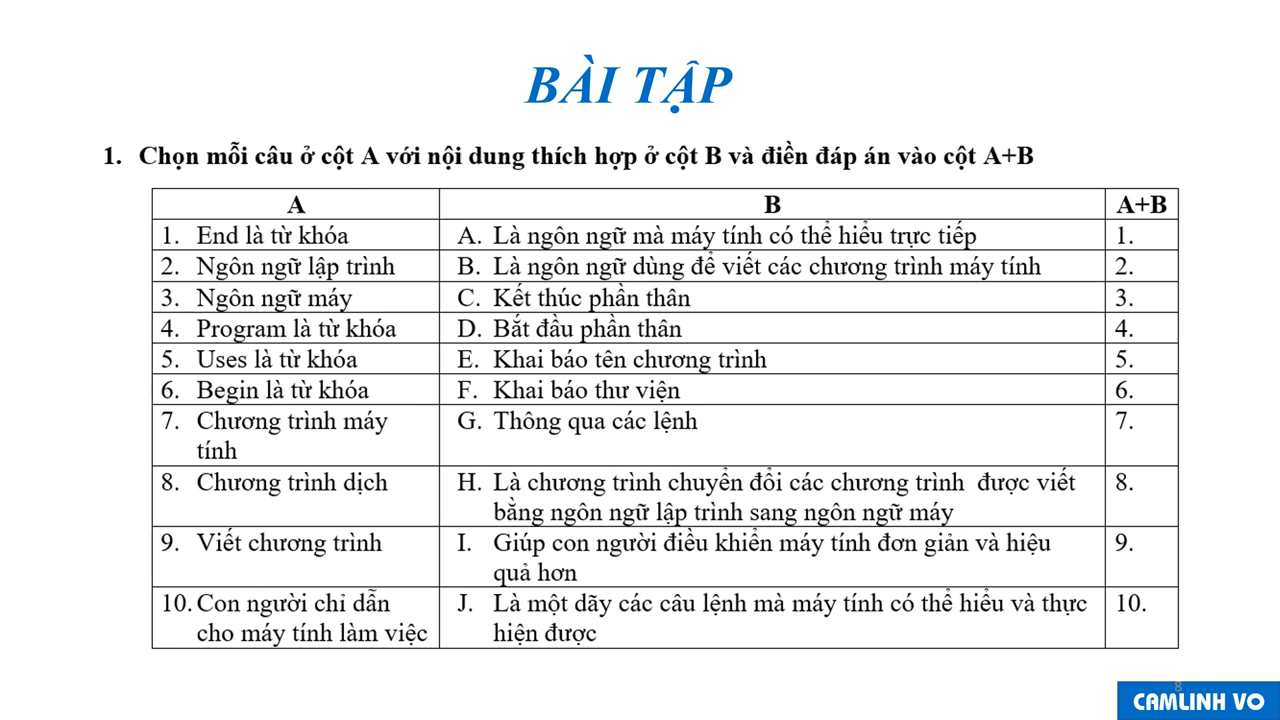 BÀI TẬP
1. Chọn mỗi câu ở cột A với nội dung thích hợp ở cột B và điền đáp án vào cột A+B
A B A+B
1. End là từ khóa A. Là ngôn ngữ mà máy tính có thể hiểu trực tiếp 1.
2. Ngôn ngữ lập trình B. Là ngôn ngữ dùng để viết các chương trình máy tính 2.
3. Ngôn ngữ máy C. Kết thúc phần thân 3.
4. Program là từ khóa D. Bắt đầu phần thân 4.
5. Uses là từ khóa E. Khai báo tên chương trình 5.
6. Begin là từ khóa F. Khai báo thư viện 6.
7. Chương trình máy G. Thông qua các lệnh 7.
tính
8. Chương trình dịch H. Là chương trình chuyển đổi các chương trình được viết 8.
bằng ngôn ngữ lập trình sang ngôn ngữ máy
9. Viết chương trình I. Giúp con người điều khiển máy tính đơn giản và hiệu 9.
quả hơn
10. Con người chỉ dẫn J. Là một dãy các câu lệnh mà máy tính có thể hiểu và thực 10.
cho máy tính làm việc hiện được
8
CAMLINH VO